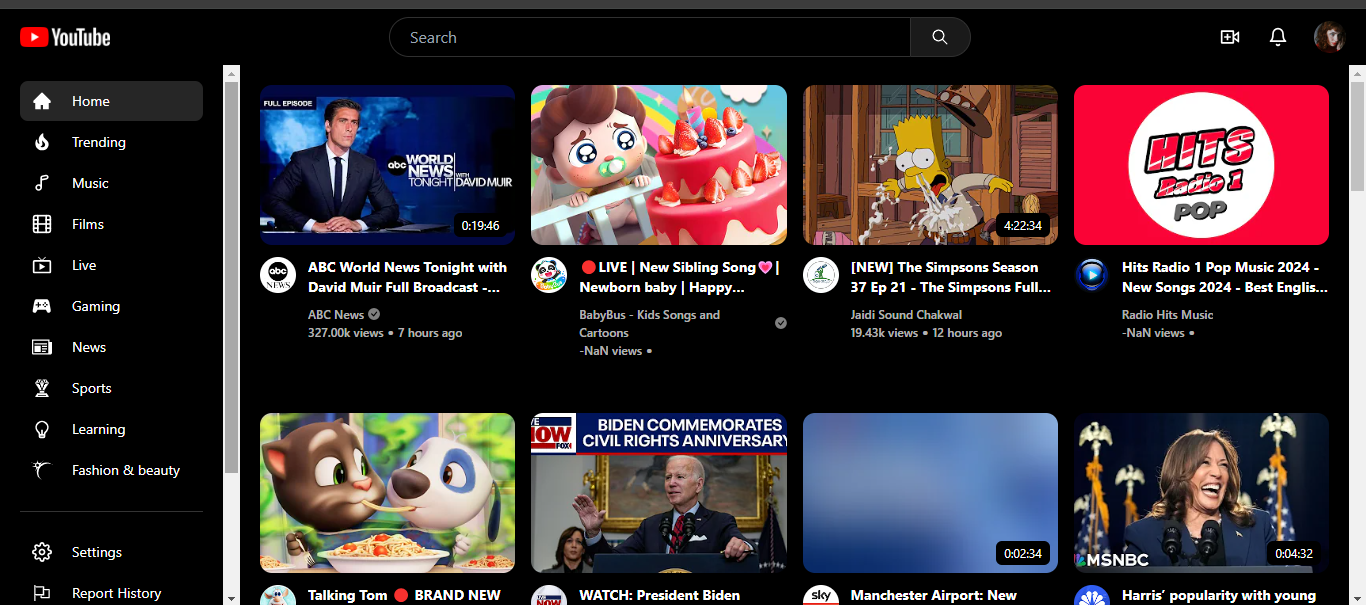 YouTube
Search
Home
Trending
Music
Films
Live
Gaming
News
Sports
Learning
Fashion & beauty
Settings
Report History
FULL EPISODE
abc WORLD
NEWS WITH
TONIGHT DAVID MUIR
0:19:46
abc
NEWS
ABC World News Tonight with
David Muir Full Broadcast -...
ABC News
327.00k views • 7 hours ago
🔴LIVE | New Sibling Song💗|
Newborn baby | Happy...
BabyBus - Kids Songs and
Cartoons
-NaN views •
4:22:34
[NEW] The Simpsons Season
37 Ep 21 - The Simpsons Full...
Jaidi Sound Chakwal
19.43k views • 12 hours ago
HITS
Radio 1
POP
Hits Radio 1 Pop Music 2024 -
New Songs 2024 - Best Englis...
Radio Hits Music
-NaN views •
Talking Tom 🔴 BRAND NEW
NOW
FOX
BIDEN COMMEMORATES
CIVIL RIGHTS ANNIVERSARY
NOW
WATCH: President Biden
0:02:34
sky
Manchester Airport: New
MSNBC
0:04:32
Harris' popularity with young